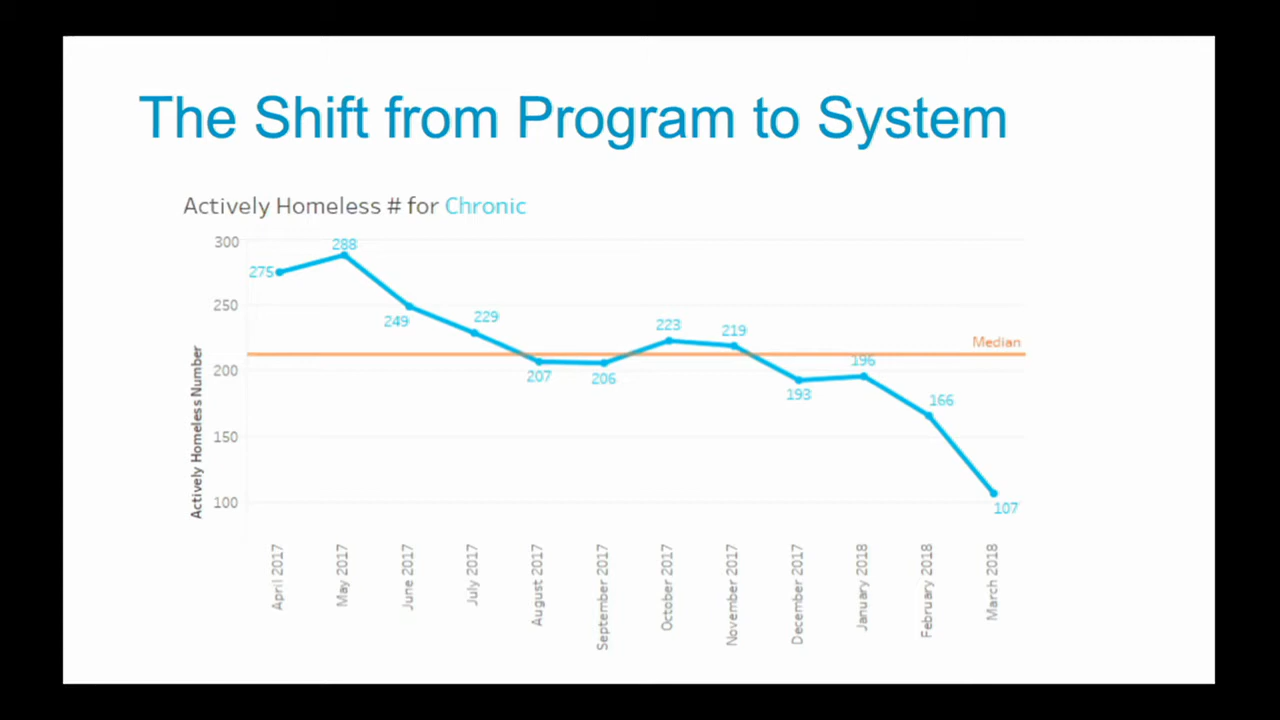 The Shift from Program to System
Actively Homeless # for Chronic
Actively Homeless Number
300
250
200
150
100
275
288
249
229
207
206
223
219
193
196
166
107
Median
April 2017
May 2017
June 2017
July 2017
August 2017
September 2017
October 2017
November 2017
December 2017
January 2018
February 2018
March 2018